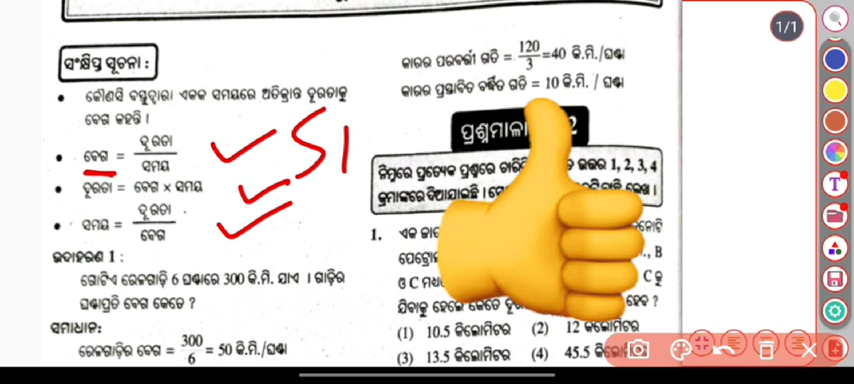 ସଂକ୍ଷିପ୍ତ ସୂଚନା :
• କୌଣସି ବସ୍ତୁଦ୍ୱାରା ଏକକ ସମୟରେ ଅତିକ୍ରାନ୍ତ ଦୂରତାକୁ
ବେଗ କହନ୍ତି ।
• ବେଗ = ଦୂରତା / ସମୟ
• ଦୂରତା = ବେଗ × ସମୟ
• ସମୟ = ଦୂରତା / ବେଗ
SI
ଉଦାହରଣ 1 :
ଗୋଟିଏ ରେଳଗାଡ଼ି 6 ଘଣ୍ଟାରେ 300 କି.ମି. ଯାଏ । ଗାଡ଼ିର
ଘଣ୍ଟାପ୍ରତି ବେଗ କେତେ ?
ସମାଧାନ:
ରେଳଗାଡ଼ିର ବେଗ = 300 / 6 = 50 କି.ମି./ଘଣ୍ଟା
କାରର ପରବର୍ତ୍ତୀ ଗତି = 120 / 3 = 40 କି.ମି./ଘଣ୍ଟା
କାରର ପ୍ରସ୍ତାବିତ ବର୍ଦ୍ଧିତ ଗତି = 10 କି.ମି. / ଘଣ୍ଟା
2
ନିମ୍ନରେ ପ୍ରତ୍ୟେକ ପ୍ରଶ୍ନରେ ଉତ୍ତର 1, 2, 3, 4
କ୍ରମାଙ୍କରେ ଦିଆଯାଇଛି ।
1. ଏକ
, B
ଓ C C କୁ
ଯିବାକୁ ହେଲେ କେତେ ହେବ ?
(1) 10.5 କିଲୋମିଟର (2) 12 କିଲୋମିଟର
(3) 13.5 କିଲୋମିଟର (4) 45.5
1/1
T